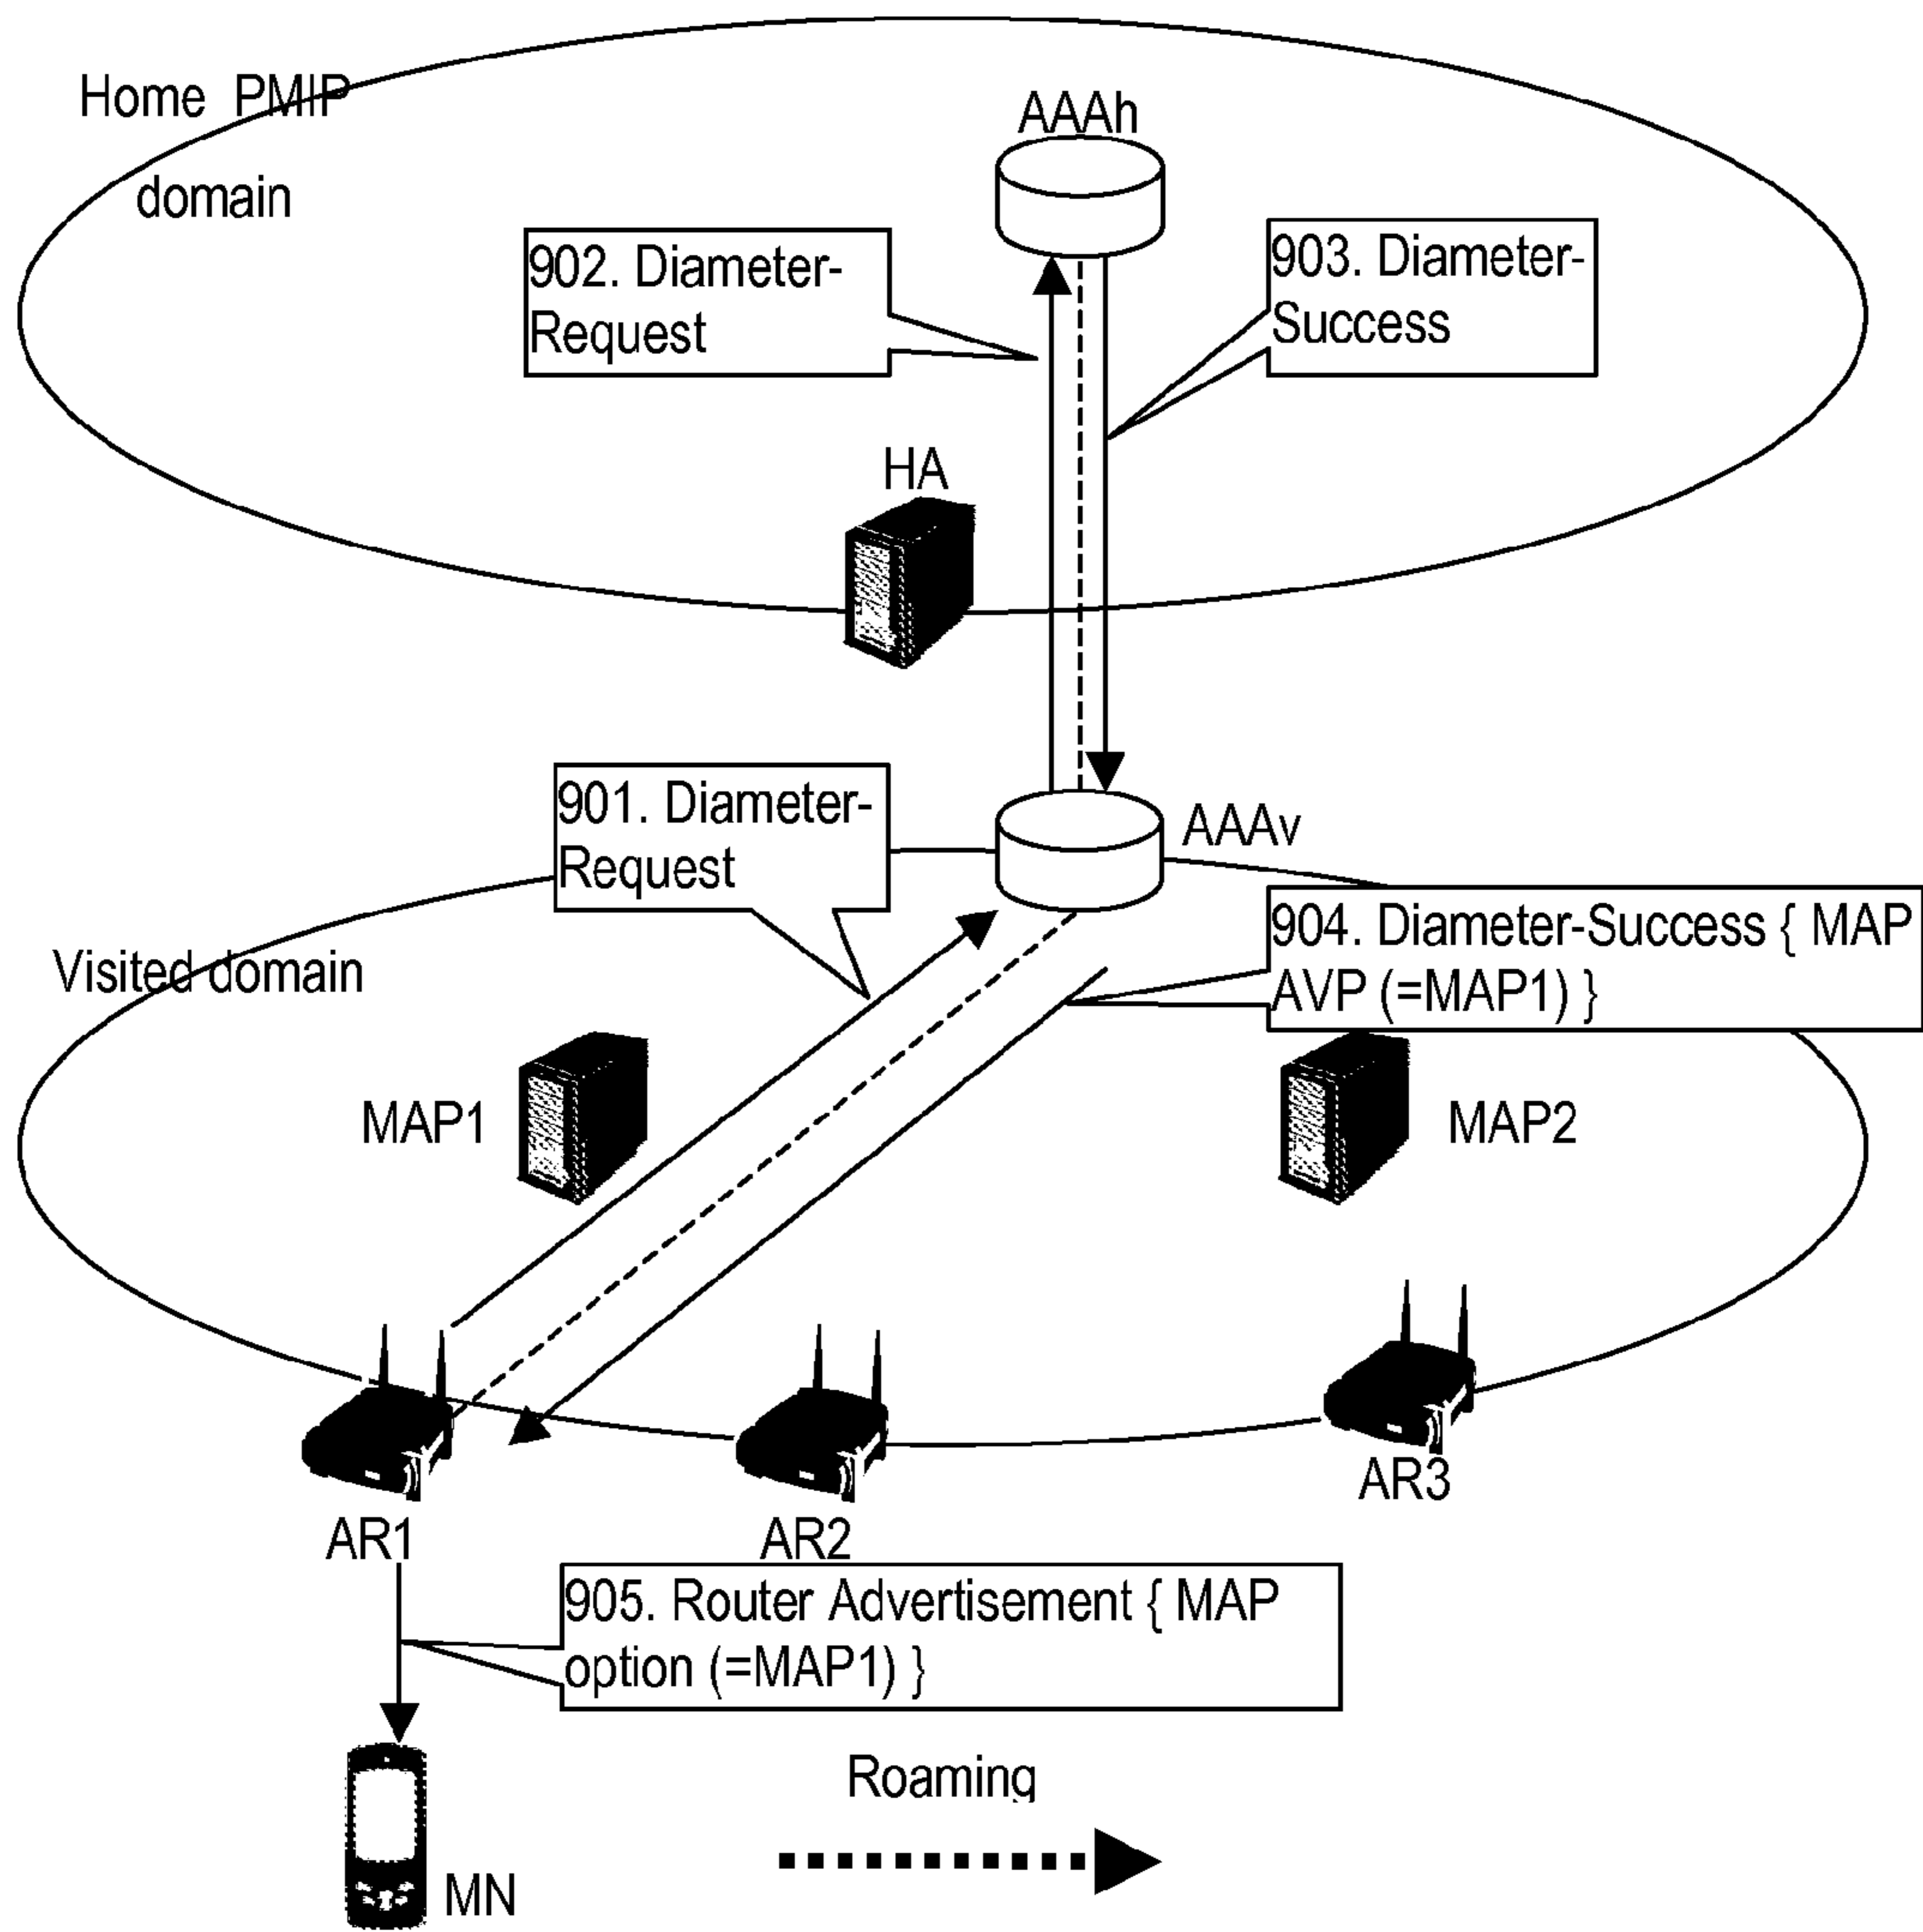 Home PMIP
domain
AAAh
902. Diameter-
Request
903. Diameter-
Success
HA
901. Diameter-
Request
AAAv
Visited domain
904. Diameter-Success { MAP
AVP (=MAP1) }
MAP1
MAP2
AR1
AR2
AR3
905. Router Advertisement { MAP
option (=MAP1) }
Roaming
MN